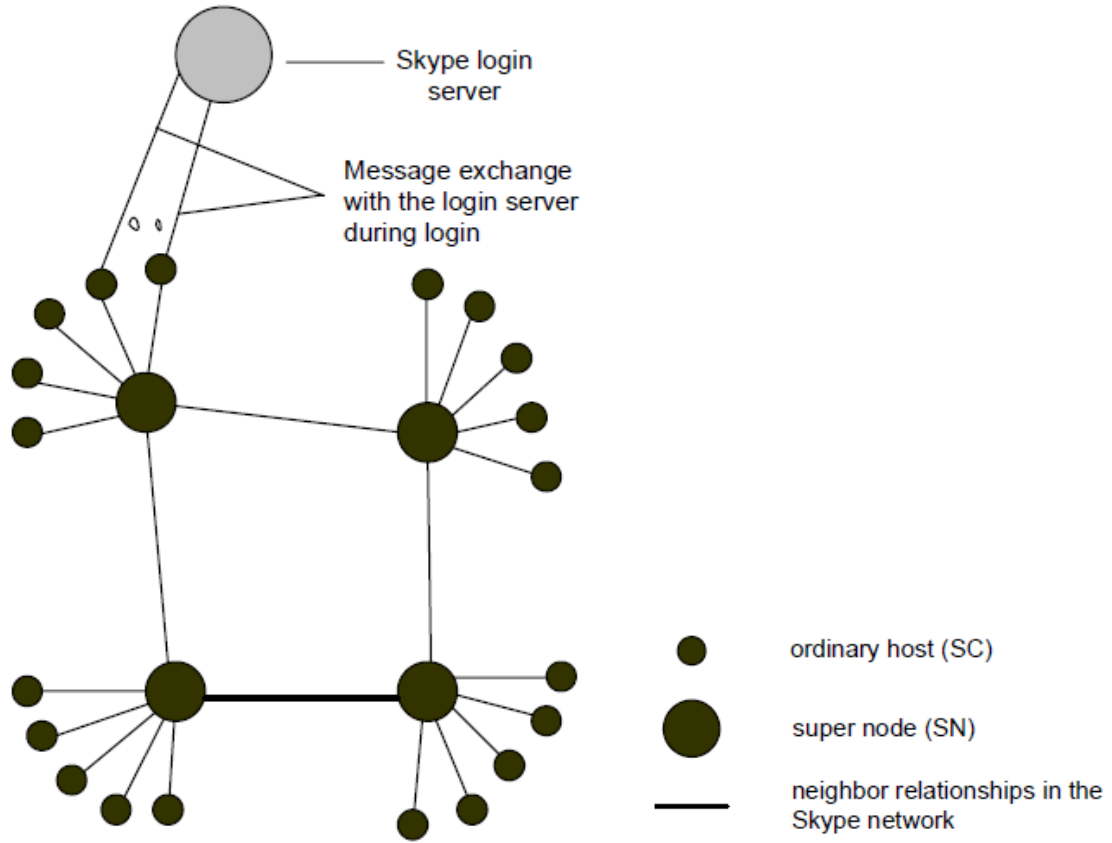 Skype login
server
Message exchange
with the login server
during login
ordinary host (SC)
super node (SN)
neighbor relationships in the
Skype network